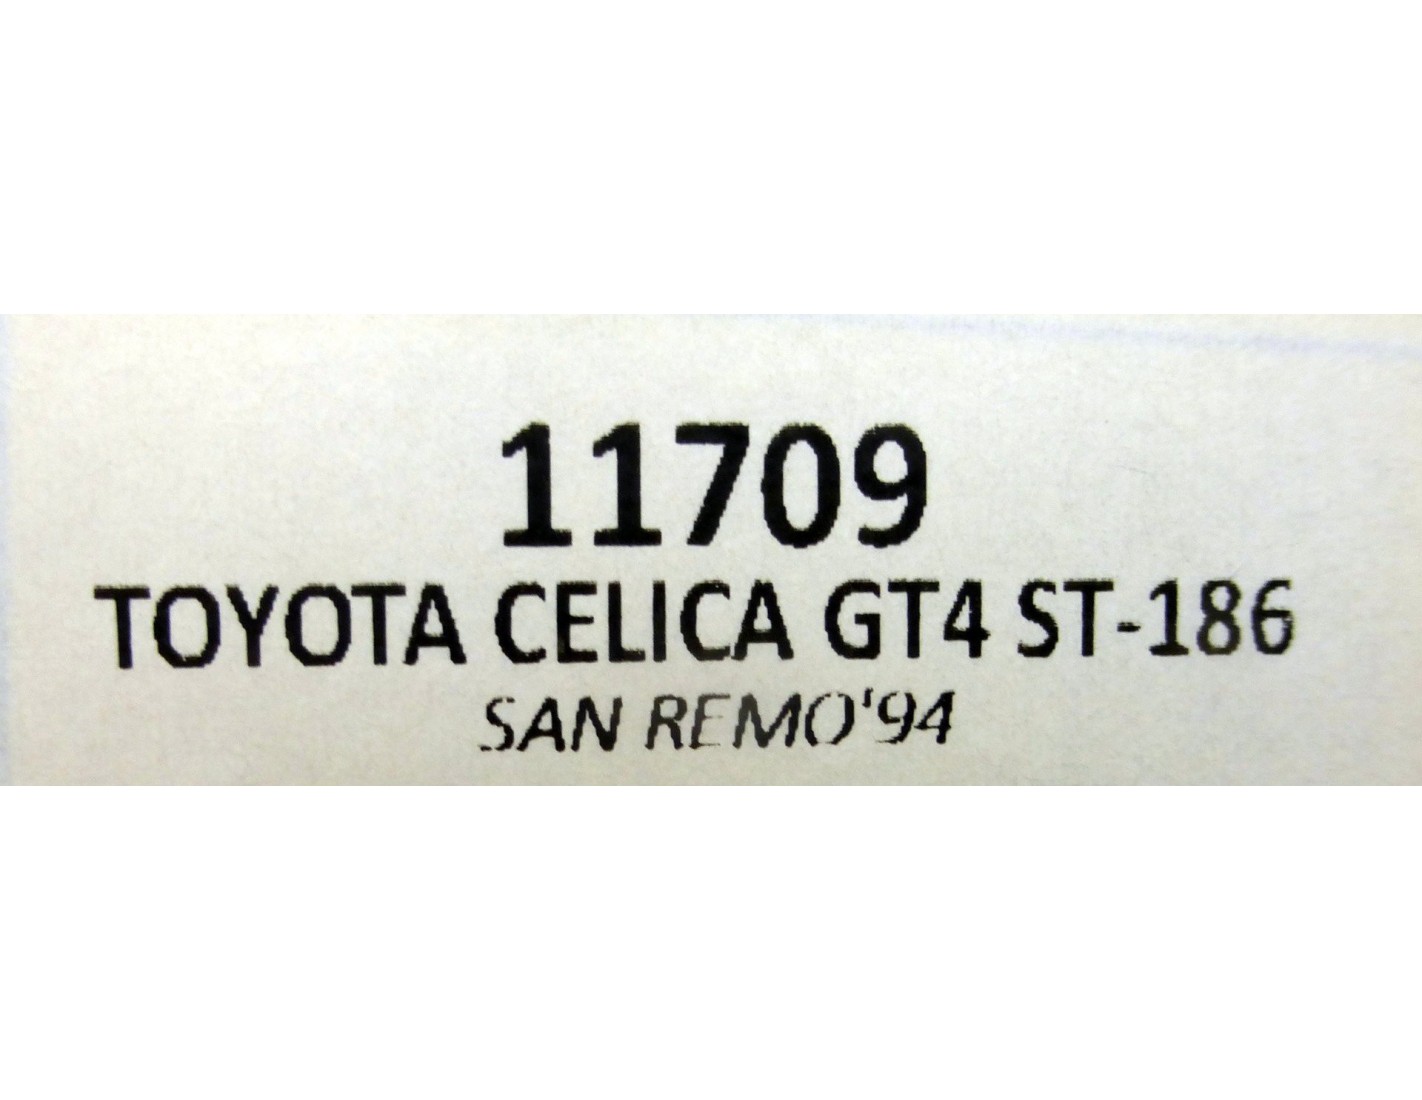 11709
TOYOTA CELICA GT4 ST-186
SAN REMO'94